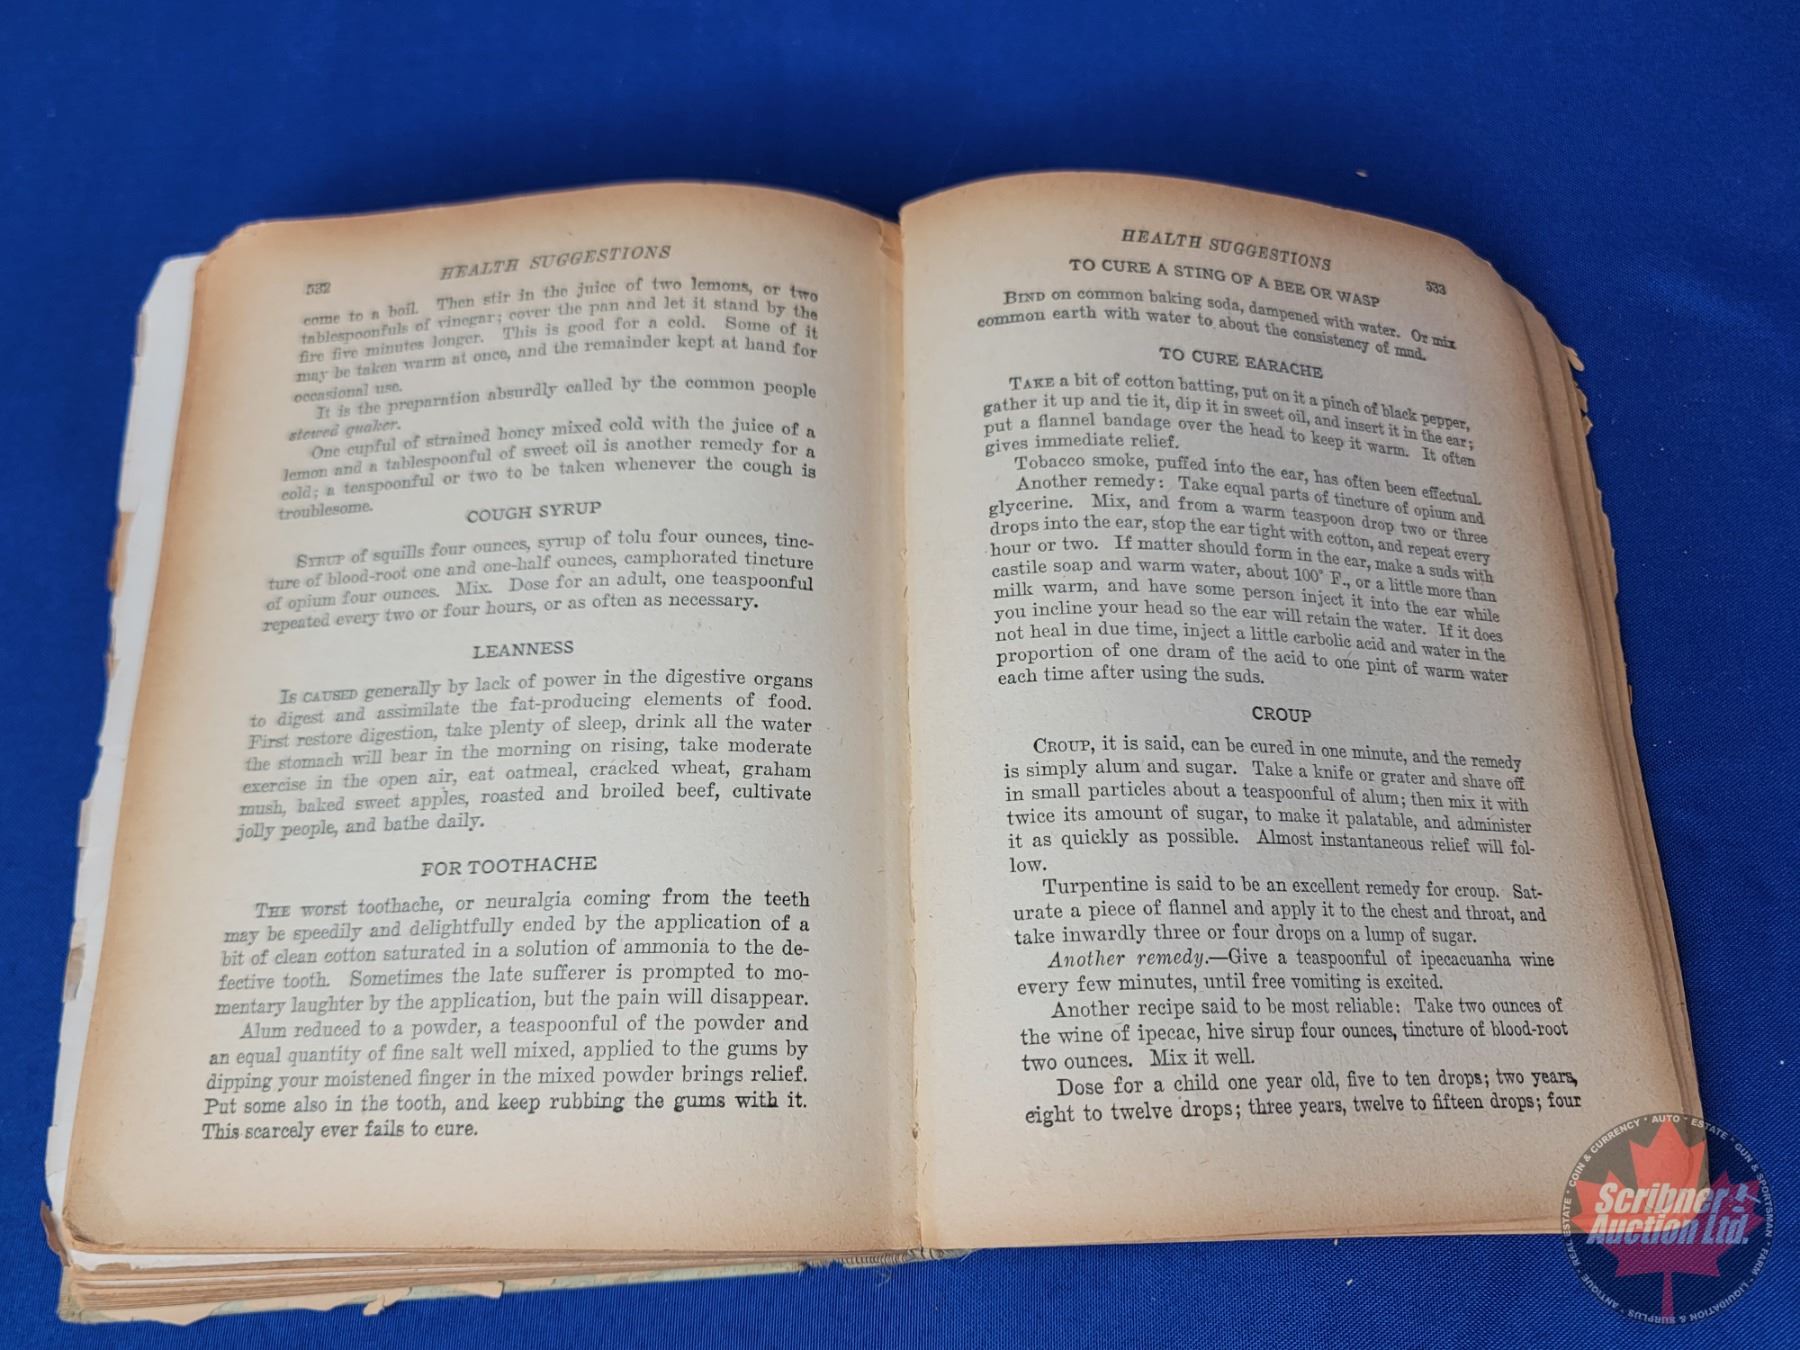 532
HEALTH SUGGESTIONS
come to a boil. Then stir in the juice of two lemons, or two
tablespoonfuls of vinegar; cover the pan and let it stand by the
fire five minutes longer. This is good for a cold. Some of it
may be taken warm at once, and the remainder kept at hand for
occasional use.
It is the preparation absurdly called by the common people
stewed quaker.
One cupful of strained honey mixed cold with the juice of a
lemon and a tablespoonful of sweet oil is another remedy for a
cold; a teaspoonful or two to be taken whenever the cough is
troublesome.
COUGH SYRUP
SYRUP of squills four ounces, syrup of tolu four ounces, tinc-
ture of blood-root one and one-half ounces, camphorated tincture
of opium four ounces. Mix. Dose for an adult, one teaspoonful
repeated every two or four hours, or as often as necessary.
LEANNESS
IS CAUSED generally by lack of power in the digestive organs
to digest and assimilate the fat-producing elements of food.
First restore digestion, take plenty of sleep, drink all the water
the stomach will bear in the morning on rising, take moderate
exercise in the open air, eat oatmeal, cracked wheat, graham
mush, baked sweet apples, roasted and broiled beef, cultivate
jolly people, and bathe daily.
FOR TOOTHACHE
THE worst toothache, or neuralgia coming from the teeth
may be speedily and delightfully ended by the application of a
bit of clean cotton saturated in a solution of ammonia to the de-
fective tooth. Sometimes the late sufferer is prompted to mo-
mentary laughter by the application, but the pain will disappear.
Alum reduced to a powder, a teaspoonful of the powder and
an equal quantity of fine salt well mixed, applied to the gums by
dipping your moistened finger in the mixed powder brings relief.
Put some also in the tooth, and keep rubbing the gums with it.
This scarcely ever fails to cure.
HEALTH SUGGESTIONS
533
TO CURE A STING OF A BEE OR WASP
BIND on common baking soda, dampened with water. Or mix
common earth with water to about the consistency of mud.
TO CURE EARACHE
TAKE a bit of cotton batting, put on it a pinch of black pepper,
gather it up and tie it, dip it in sweet oil, and insert it in the ear;
put a flannel bandage over the head to keep it warm. It often
gives immediate relief.
Tobacco smoke, puffed into the ear, has often been effectual.
Another remedy: Take equal parts of tincture of opium and
glycerine. Mix, and from a warm teaspoon drop two or three
drops into the ear, stop the ear tight with cotton, and repeat every
hour or two. If matter should form in the ear, make a suds with
castile soap and warm water, about 100° F., or a little more than
milk warm, and have some person inject it into the ear while
you incline your head so the ear will retain the water. If it does
not heal in due time, inject a little carbolic acid and water in the
proportion of one dram of the acid to one pint of warm water
each time after using the suds.
CROUP
CROUP, it is said, can be cured in one minute, and the remedy
is simply alum and sugar. Take a knife or grater and shave off
in small particles about a teaspoonful of alum; then mix it with
twice its amount of sugar, to make it palatable, and administer
it as quickly as possible. Almost instantaneous relief will fol-
low.
Turpentine is said to be an excellent remedy for croup. Sat-
urate a piece of flannel and apply it to the chest and throat, and
take inwardly three or four drops on a lump of sugar.
Another remedy.—Give a teaspoonful of ipecacuanha wine
every few minutes, until free vomiting is excited.
Another recipe said to be most reliable: Take two ounces of
the wine of ipecac, hive sirup four ounces, tincture of blood-root
two ounces. Mix it well.
Dose for a child one year old, five to ten drops; two years,
eight to twelve drops; three years, twelve to fifteen drops; four
Scribner
Auction Ltd.
ANTIQUE · REAL ESTATE · COIN & CURRENCY · AUTO · ESTATE · GUN & SPORTSMAN · FARM · LIQUIDATION & SURPLUS